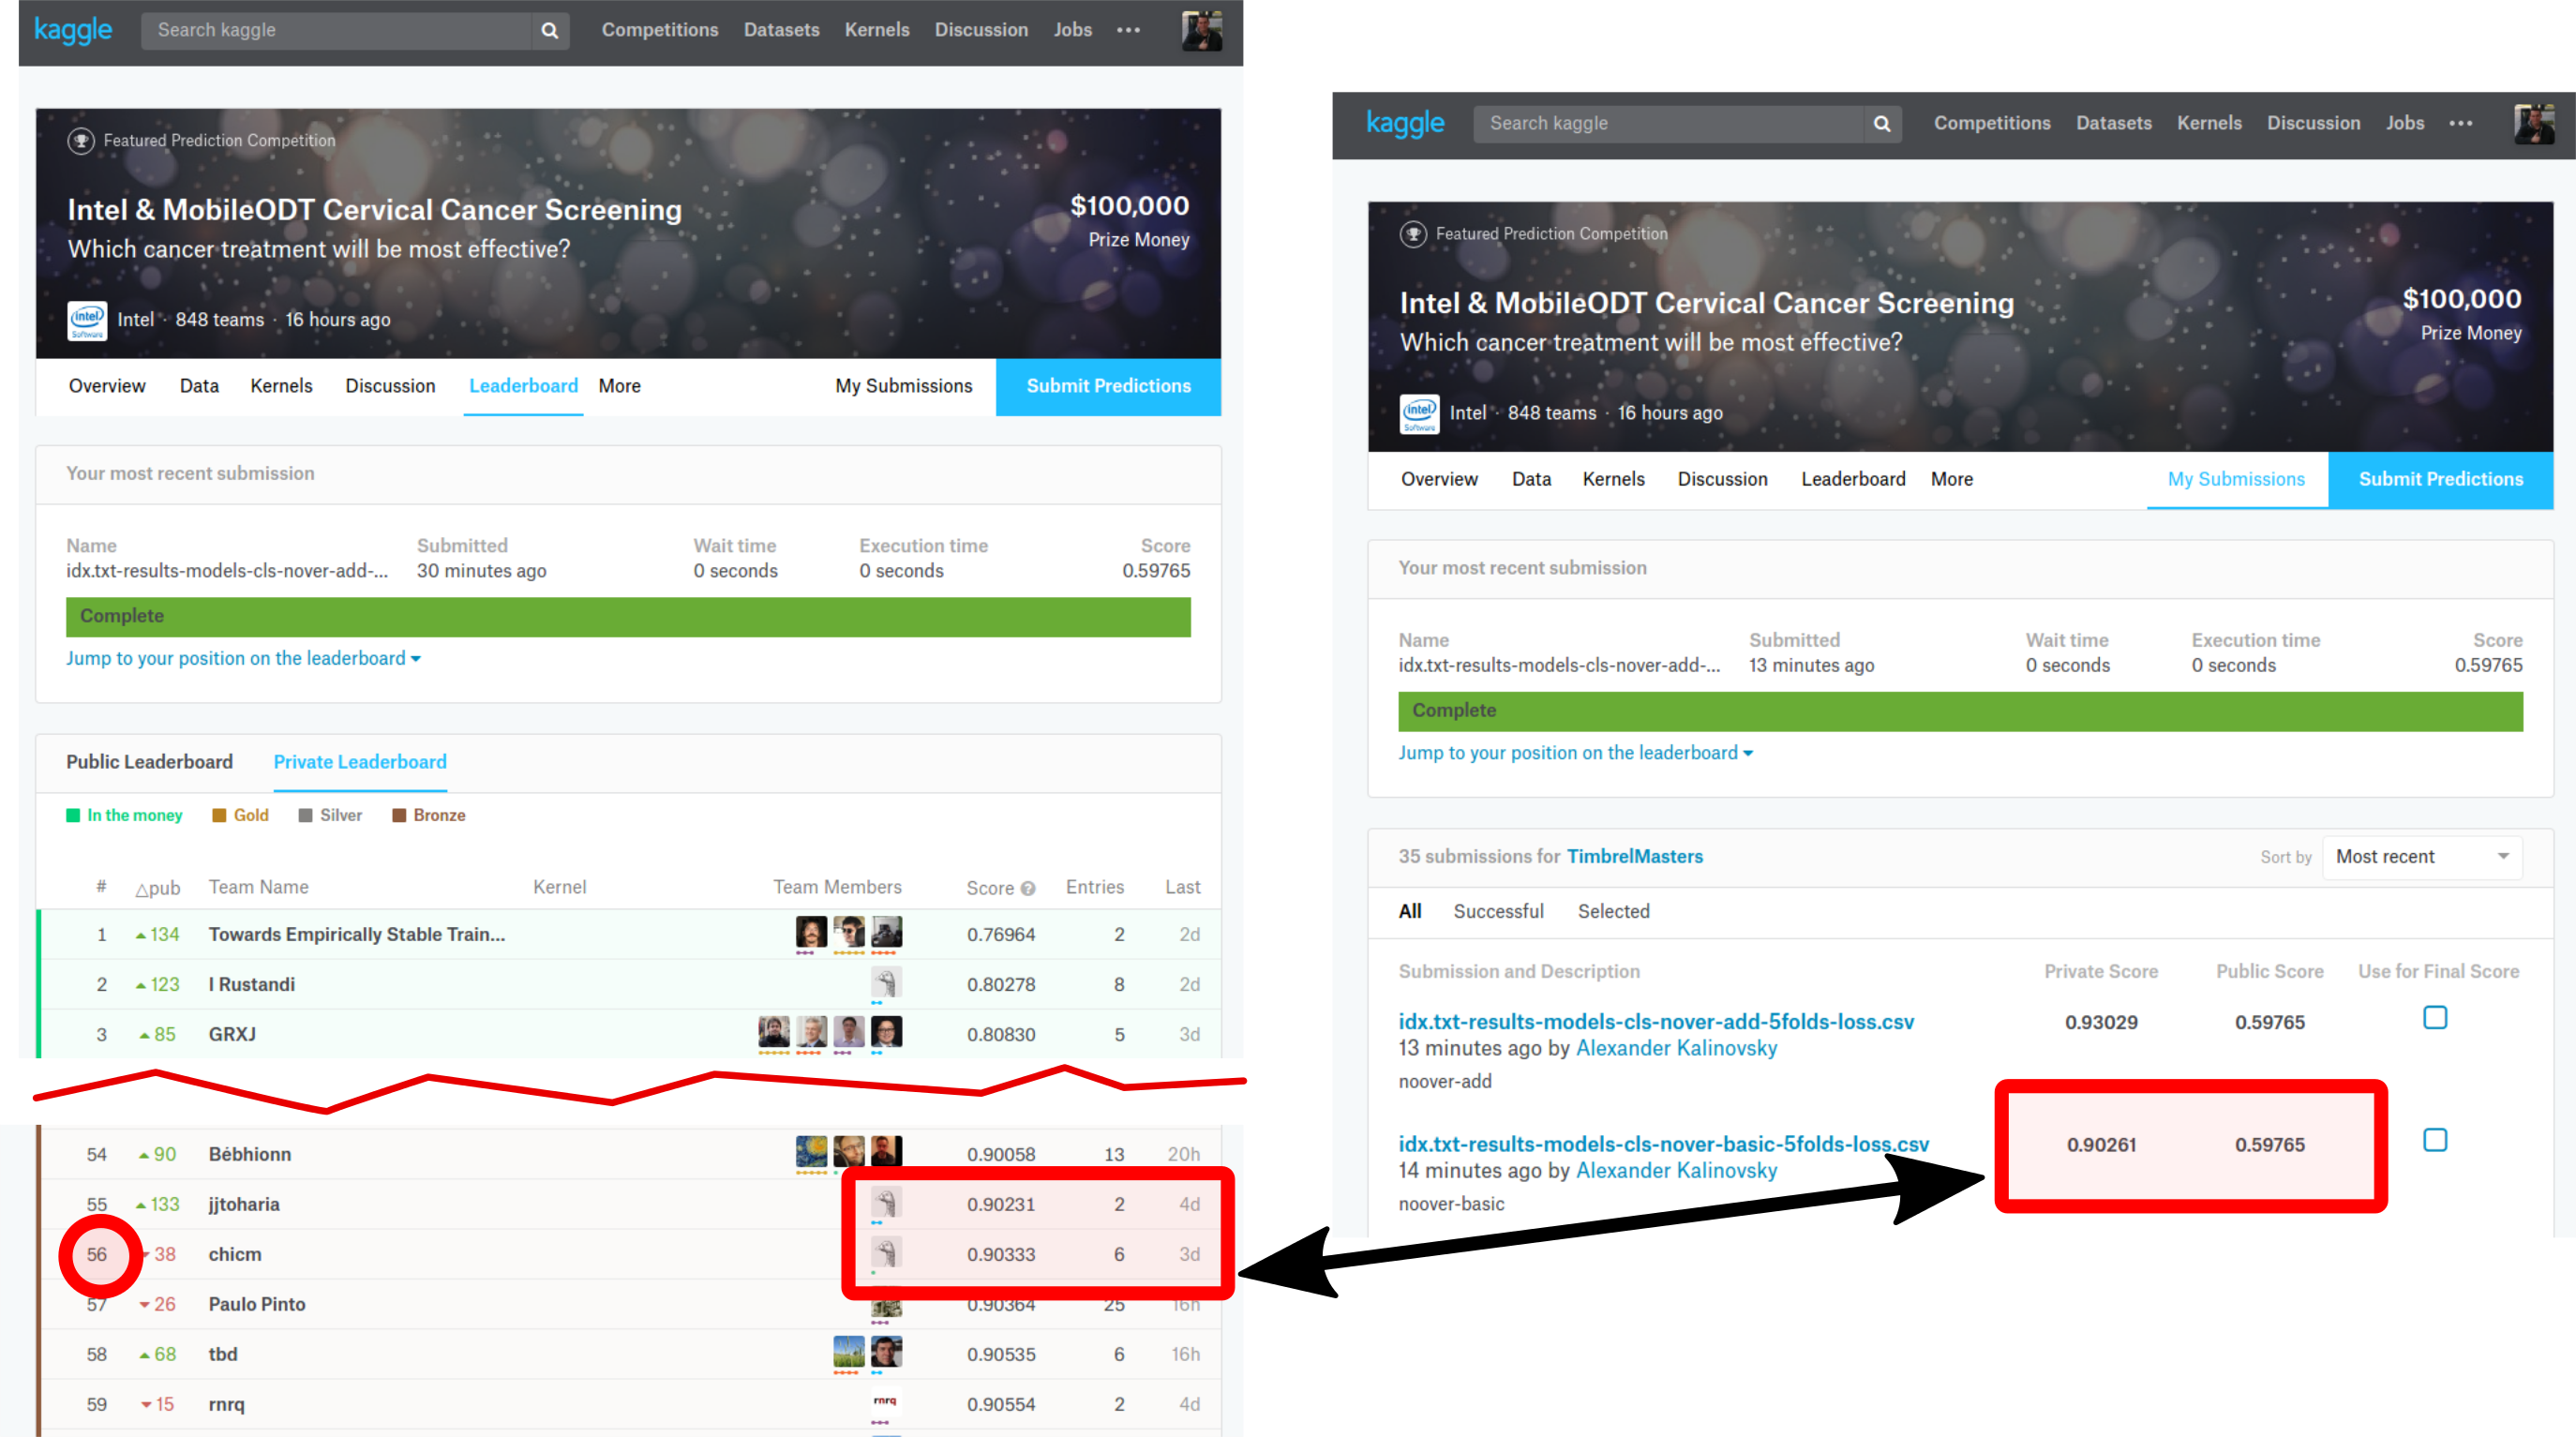 kaggle Search kaggle Competitions Datasets Kernels Discussion Jobs •••
Featured Prediction Competition
Intel & MobileODT Cervical Cancer Screening
Which cancer treatment will be most effective?
$100,000
Prize Money
intel Software
Intel · 848 teams · 16 hours ago
Overview Data Kernels Discussion Leaderboard More My Submissions Submit Predictions
Your most recent submission
Name Submitted Wait time Execution time Score
idx.txt-results-models-cls-nover-add-... 30 minutes ago 0 seconds 0 seconds 0.59765
Complete
Jump to your position on the leaderboard
Public Leaderboard Private Leaderboard
In the money Gold Silver Bronze
# △pub Team Name Kernel Team Members Score ? Entries Last
1 134 Towards Empirically Stable Train... 0.76964 2 2d
2 123 I Rustandi 0.80278 8 2d
3 85 GRXJ 0.80830 5 3d
54 90 Bébhionn 0.90058 13 20h
55 133 jjtoharia 0.90231 2 4d
56 38 chicm 0.90333 6 3d
57 26 Paulo Pinto 0.90364 25 16h
58 68 tbd 0.90535 6 16h
59 15 rnrq rnrq 0.90554 2 4d
kaggle Search kaggle Competitions Datasets Kernels Discussion Jobs •••
Featured Prediction Competition
Intel & MobileODT Cervical Cancer Screening
Which cancer treatment will be most effective?
$100,000
Prize Money
intel Software
Intel · 848 teams · 16 hours ago
Overview Data Kernels Discussion Leaderboard More My Submissions Submit Predictions
Your most recent submission
Name Submitted Wait time Execution time Score
idx.txt-results-models-cls-nover-add-... 13 minutes ago 0 seconds 0 seconds 0.59765
Complete
Jump to your position on the leaderboard
35 submissions for TimbrelMasters Sort by Most recent
All Successful Selected
Submission and Description Private Score Public Score Use for Final Score
idx.txt-results-models-cls-nover-add-5folds-loss.csv 0.93029 0.59765
13 minutes ago by Alexander Kalinovsky
noover-add
idx.txt-results-models-cls-nover-basic-5folds-loss.csv 0.90261 0.59765
14 minutes ago by Alexander Kalinovsky
noover-basic